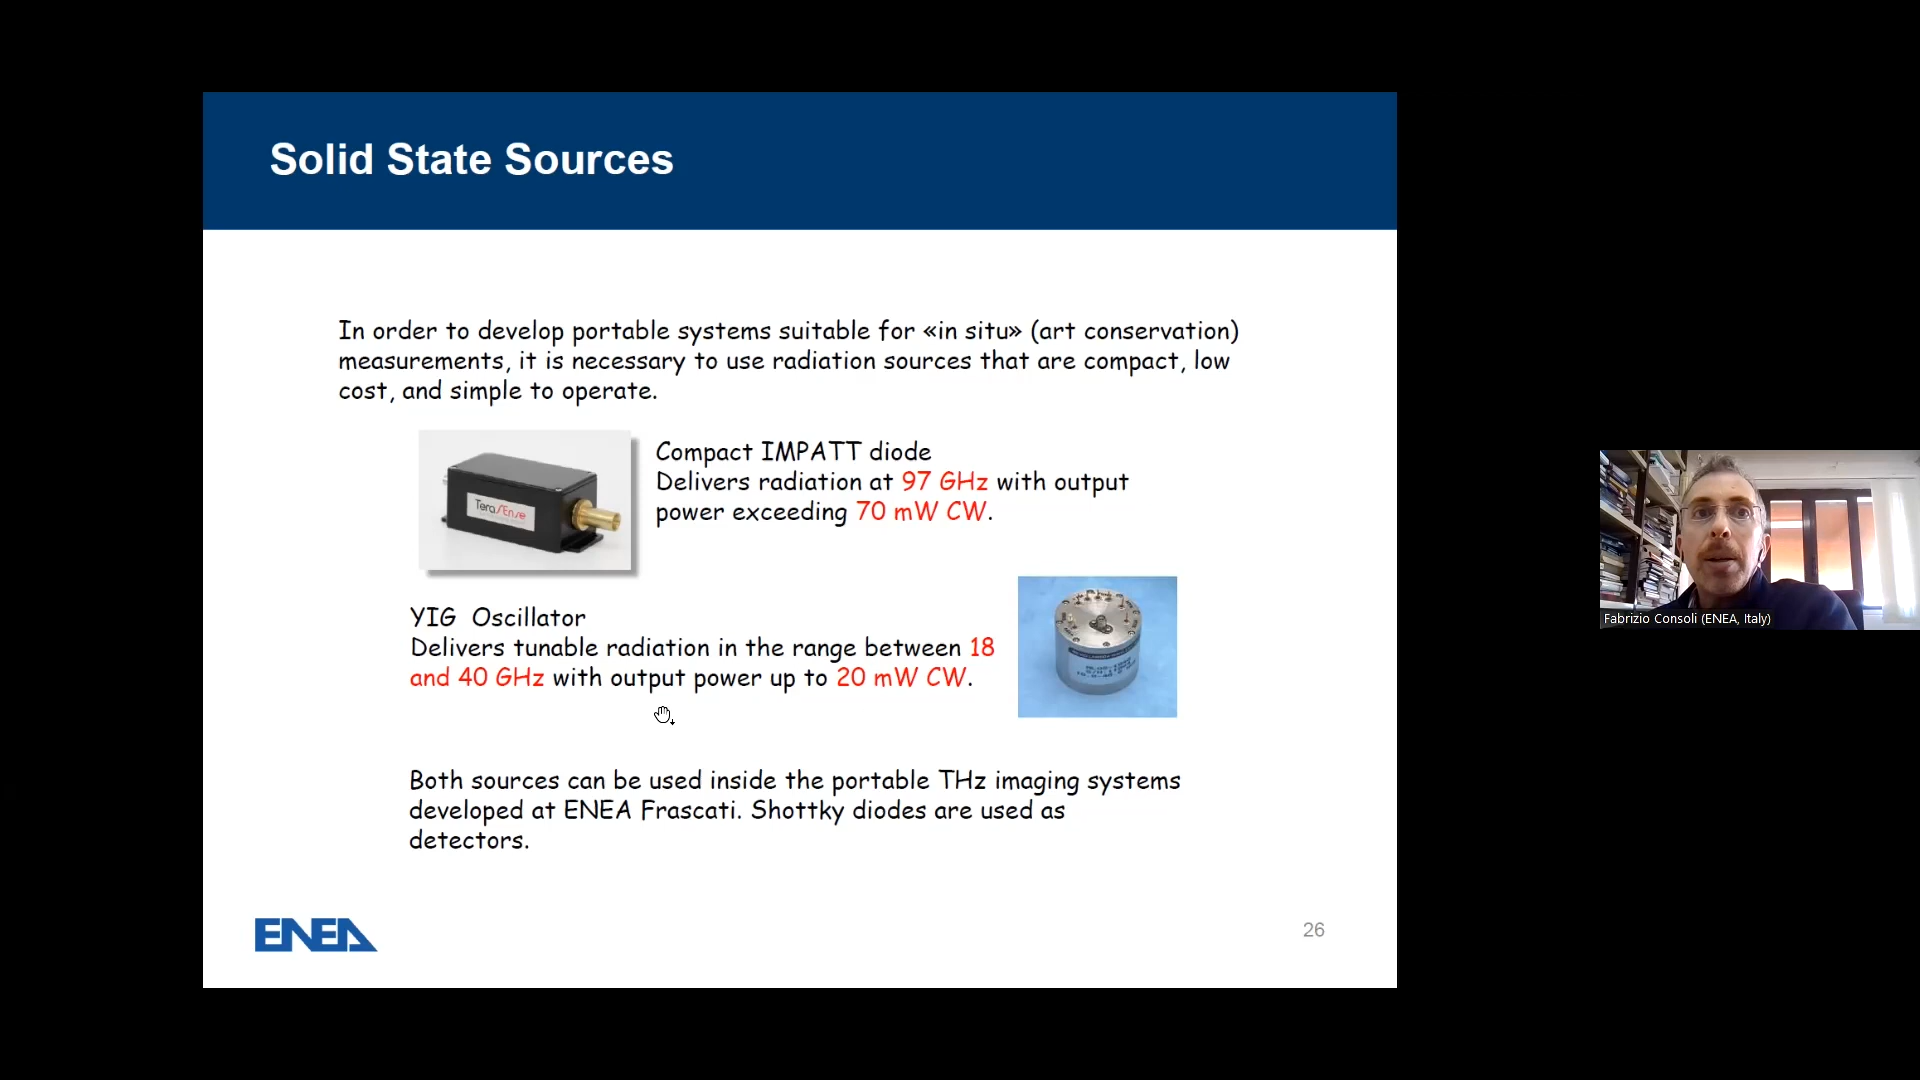 Solid State Sources
In order to develop portable systems suitable for «in situ» (art conservation)
measurements, it is necessary to use radiation sources that are compact, low
cost, and simple to operate.
Compact IMPATT diode
Delivers radiation at 97 GHz with output
power exceeding 70 mW CW.
TeraSEnse
YIG Oscillator
Delivers tunable radiation in the range between 18
and 40 GHz with output power up to 20 mW CW.
Both sources can be used inside the portable THz imaging systems
developed at ENEA Frascati. Shottky diodes are used as
detectors.
ENEA
26
Fabrizio Consoli (ENEA, Italy)